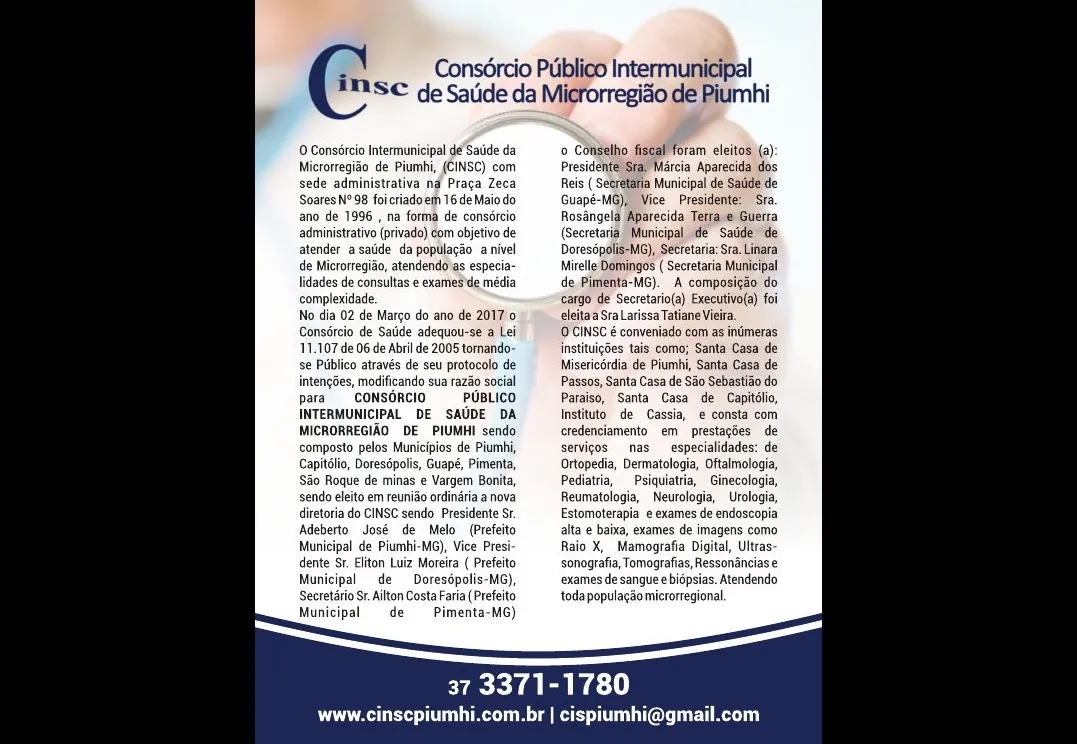 Cinsc
Consórcio Público Intermunicipal
de Saúde da Microrregião de Piumhi
O Consórcio Intermunicipal de Saúde da
Microrregião de Piumhi, (CINSC) com
sede administrativa na Praça Zeca
Soares Nº 98 foi criado em 16 de Maio do
ano de 1996 , na forma de consórcio
administrativo (privado) com objetivo de
atender a saúde da população a nível
de Microrregião, atendendo as especia-
lidades de consultas e exames de média
complexidade.
No dia 02 de Março do ano de 2017 o
Consórcio de Saúde adequou-se a Lei
11.107 de 06 de Abril de 2005 tornando-
se Público através de seu protocolo de
intenções, modificando sua razão social
para CONSÓRCIO PÚBLICO
INTERMUNICIPAL DE SAÚDE DA
MICRORREGIÃO DE PIUMHI sendo
composto pelos Municípios de Piumhi,
Capitólio, Doresópolis, Guapé, Pimenta,
São Roque de minas e Vargem Bonita,
sendo eleito em reunião ordinária a nova
diretoria do CINSC sendo Presidente Sr.
Adeberto José de Melo (Prefeito
Municipal de Piumhi-MG), Vice Presi-
dente Sr. Eliton Luiz Moreira ( Prefeito
Municipal de Doresópolis-MG),
Secretário Sr. Ailton Costa Faria ( Prefeito
Municipal de Pimenta-MG)
o Conselho fiscal foram eleitos (a):
Presidente Sra. Márcia Aparecida dos
Reis ( Secretaria Municipal de Saúde de
Guapé-MG), Vice Presidente: Sra.
Rosângela Aparecida Terra e Guerra
(Secretaria Municipal de Saúde de
Doresópolis-MG), Secretaria: Sra. Linara
Mirelle Domingos ( Secretaria Municipal
de Pimenta-MG). A composição do
cargo de Secretario(a) Executivo(a) foi
eleita a Sra Larissa Tatiane Vieira.
O CINSC é conveniado com as inúmeras
instituições tais como; Santa Casa de
Misericórdia de Piumhi, Santa Casa de
Passos, Santa Casa de São Sebastião do
Paraiso, Santa Casa de Capitólio,
Instituto de Cassia, e consta com
credenciamento em prestações de
serviços nas especialidades: de
Ortopedia, Dermatologia, Oftalmologia,
Pediatria, Psiquiatria, Ginecologia,
Reumatologia, Neurologia, Urologia,
Estomoterapia e exames de endoscopia
alta e baixa, exames de imagens como
Raio X, Mamografia Digital, Ultras-
sonografia, Tomografias, Ressonâncias e
exames de sangue e biópsias. Atendendo
toda população microrregional.
37 3371-1780
www.cinscpiumhi.com.br | cispiumhi@gmail.com